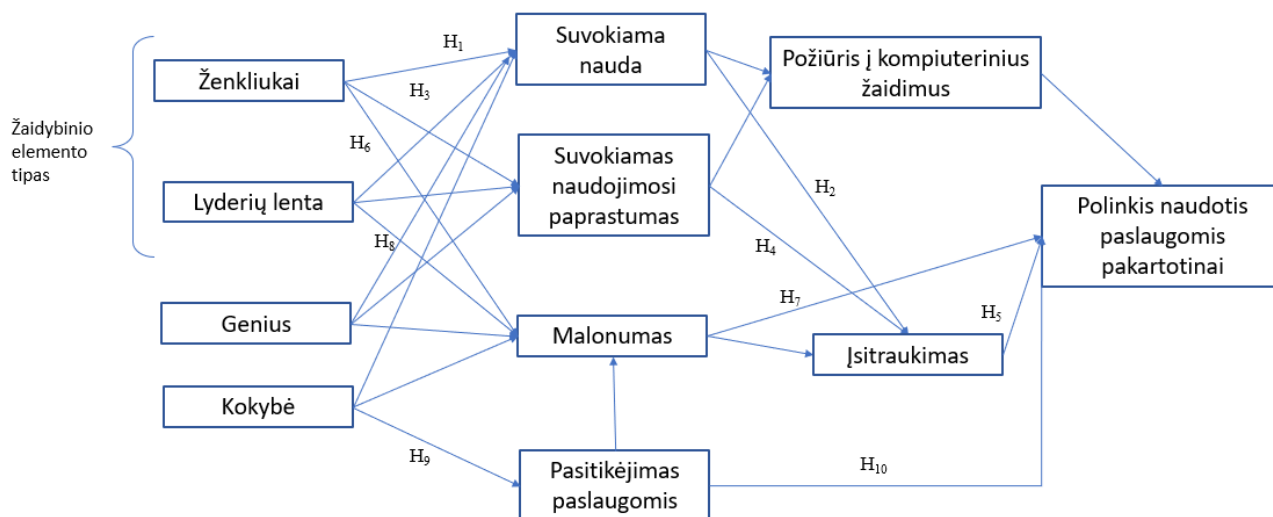 Žaidybinio
elemento
tipas
Ženkliukai
Lyderių lenta
Genius
Kokybė
H1
H3
H6
H8
H9
Suvokiama
nauda
Suvokiamas
naudojimosi
paprastumas
Malonumas
Pasitikėjimas
paslaugomis
Požiūris į kompiuterinius
žaidimus
H2
H4
H7
H5
H10
Įsitraukimas
Polinkis naudotis
paslaugomis
pakartotinai